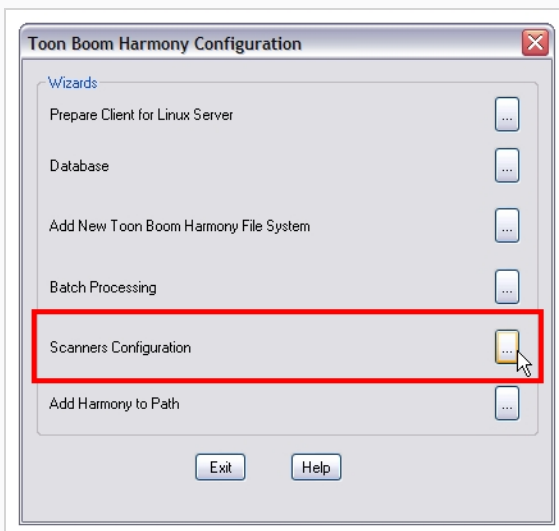 Toon Boom Harmony Configuration
Wizards
Prepare Client for Linux Server
...
Database
...
Add New Toon Boom Harmony File System
...
Batch Processing
...
Scanners Configuration
...
Add Harmony to Path
...
Exit Help